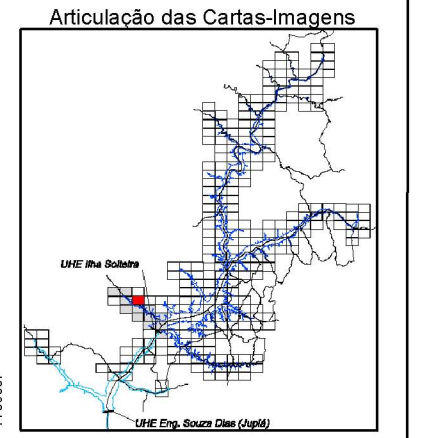 Articulação das Cartas-Imagens
UHE Ilha Solteira
UHE Eng. Souza Dias (Jupiá)